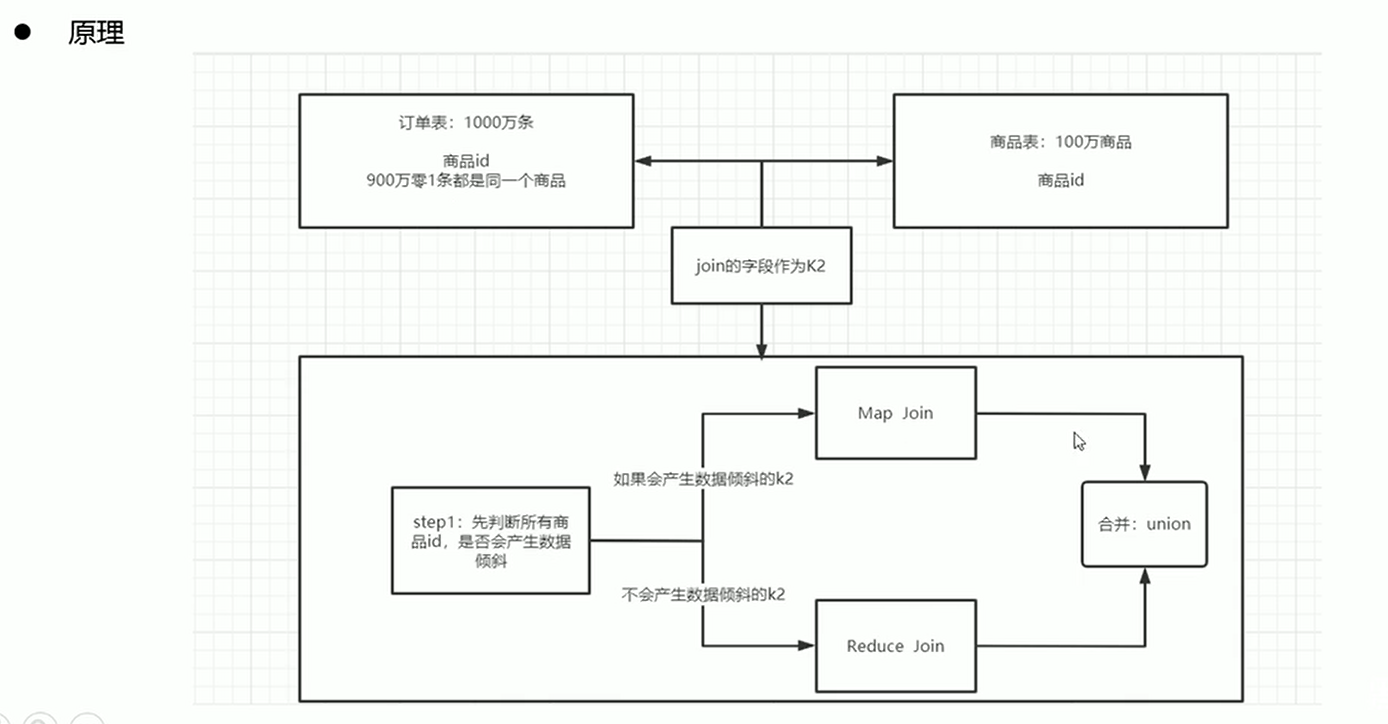 ● 原理
订单表：1000万条
商品id
900万零1条都是同一个商品
商品表：100万商品
商品id
join的字段作为K2
Map Join
如果会产生数据倾斜的k2
step1：先判断所有商
品id，是否会产生数据
倾斜
合并：union
不会产生数据倾斜的k2
Reduce Join